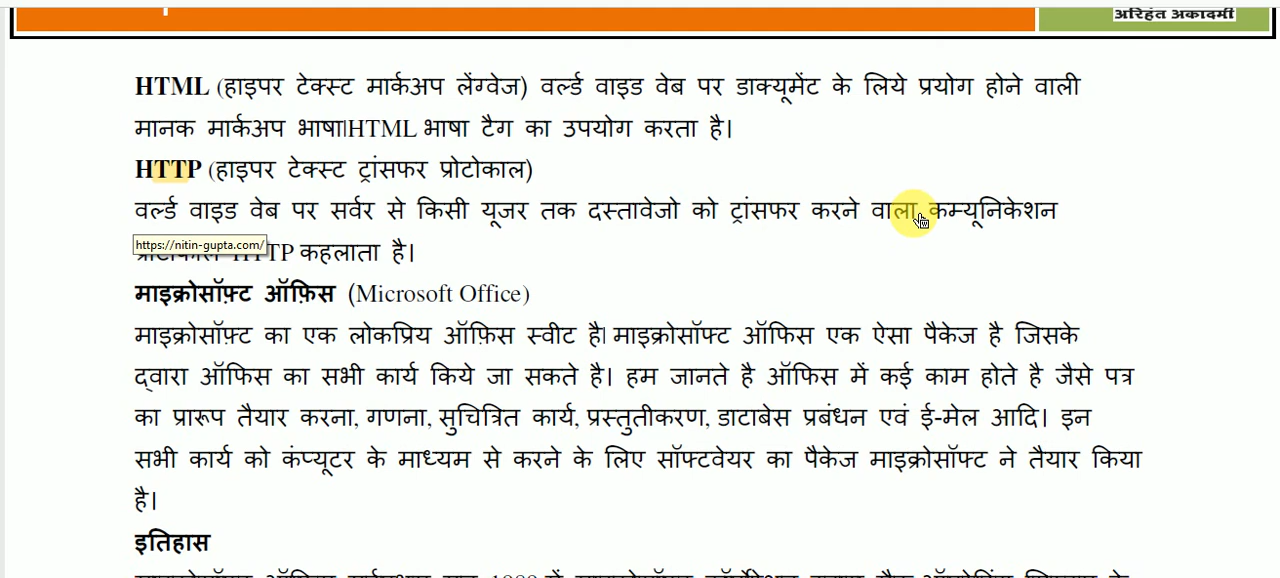 अरिहंत अकादमी
HTML (हाइपर टेक्स्ट मार्कअप लेंग्वेज) वर्ल्ड वाइड वेब पर डाक्यूमेंट के लिये प्रयोग होने वाली
मानक मार्कअप भाषा|HTML भाषा टैग का उपयोग करता है।
HTTP (हाइपर टेक्स्ट ट्रांसफर प्रोटोकाल)
वर्ल्ड वाइड वेब पर सर्वर से किसी यूजर तक दस्तावेजो को ट्रांसफर करने वाला कम्यूनिकेशन
https://nitin-gupta.com/
HTTP कहलाता है।
माइक्रोसॉफ़्ट ऑफ़िस (Microsoft Office)
माइक्रोसॉफ़्ट का एक लोकप्रिय ऑफ़िस स्वीट है| माइक्रोसॉफ्ट ऑफिस एक ऐसा पैकेज है जिसके
द्वारा ऑफिस का सभी कार्य किये जा सकते है। हम जानते है ऑफिस में कई काम होते है जैसे पत्र
का प्रारूप तैयार करना, गणना, सुचित्रित कार्य, प्रस्तुतीकरण, डाटाबेस प्रबंधन एवं ई-मेल आदि। इन
सभी कार्य को कंप्यूटर के माध्यम से करने के लिए सॉफ्टवेयर का पैकेज माइक्रोसॉफ्ट ने तैयार किया
है।
इतिहास